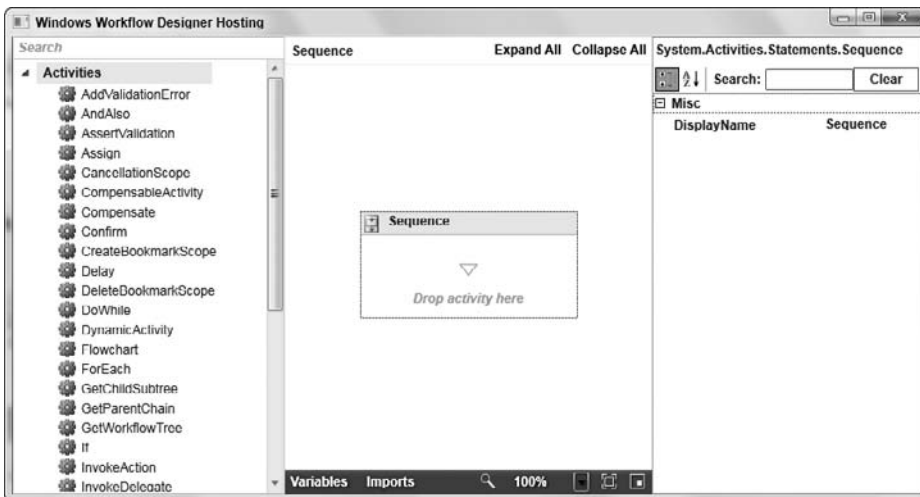 Windows Workflow Designer Hosting
Search
Activities
AddValidationError
AndAlso
AssertValidation
Assign
CancellationScope
CompensableActivity
Compensate
Confirm
CreateBookmarkScope
Delay
DeleteBookmarkScope
DoWhile
DynamicActivity
Flowchart
ForEach
GetChildSubtree
GetParentChain
GetWorkflowTree
If
InvokeAction
InvokeDelegate
Sequence Expand All Collapse All
Sequence
Drop activity here
Variables Imports 100%
System.Activities.Statements.Sequence
Search: Clear
Misc
DisplayName Sequence